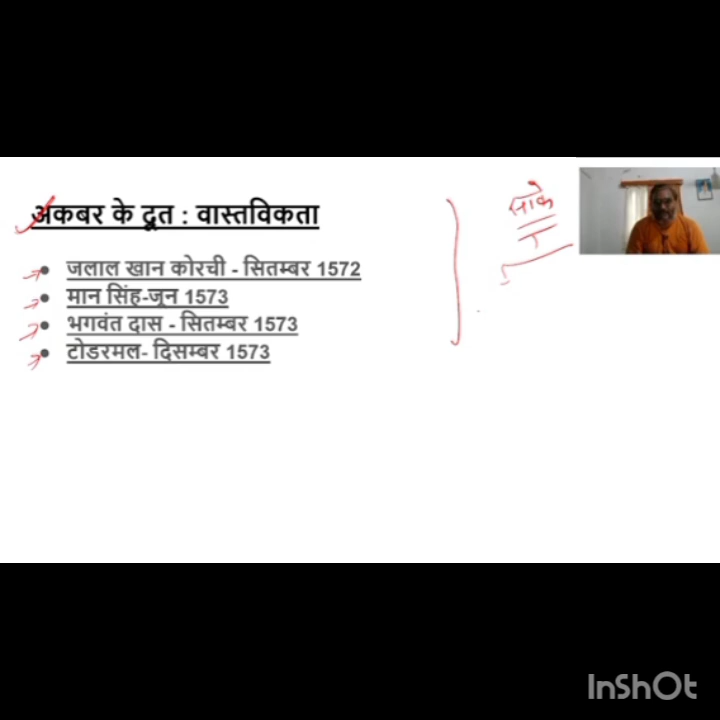 अकबर के दूत : वास्तविकता
जलाल खान कोरची - सितम्बर 1572
मान सिंह-जून 1573
भगवंत दास - सितम्बर 1573
टोडरमल- दिसम्बर 1573
InShOt